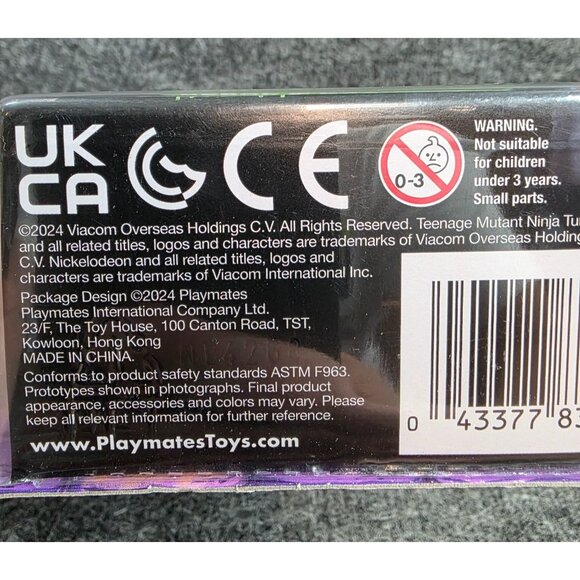 UK
CA
CE
0-3
WARNING.
Not suitable
for children
under 3 years.
Small parts.
©2024 Viacom Overseas Holdings C.V. All Rights Reserved. Teenage Mutant Ninja
and all related titles, logos and characters are trademarks of Viacom Overseas
C.V. Nickelodeon and all related titles, logos and
characters are trademarks of Viacom International Inc.
Package Design ©2024 Playmates
Playmates International Company Ltd.
23/F, The Toy House, 100 Canton Road, TST,
Kowloon, Hong Kong
MADE IN CHINA.
Conforms to product safety standards ASTM F963.
Prototypes shown in photographs. Final product
appearance, accessories and colors may vary. Please
keep all relevant information for further reference.
www.PlaymatesToys.com
0 43377 83